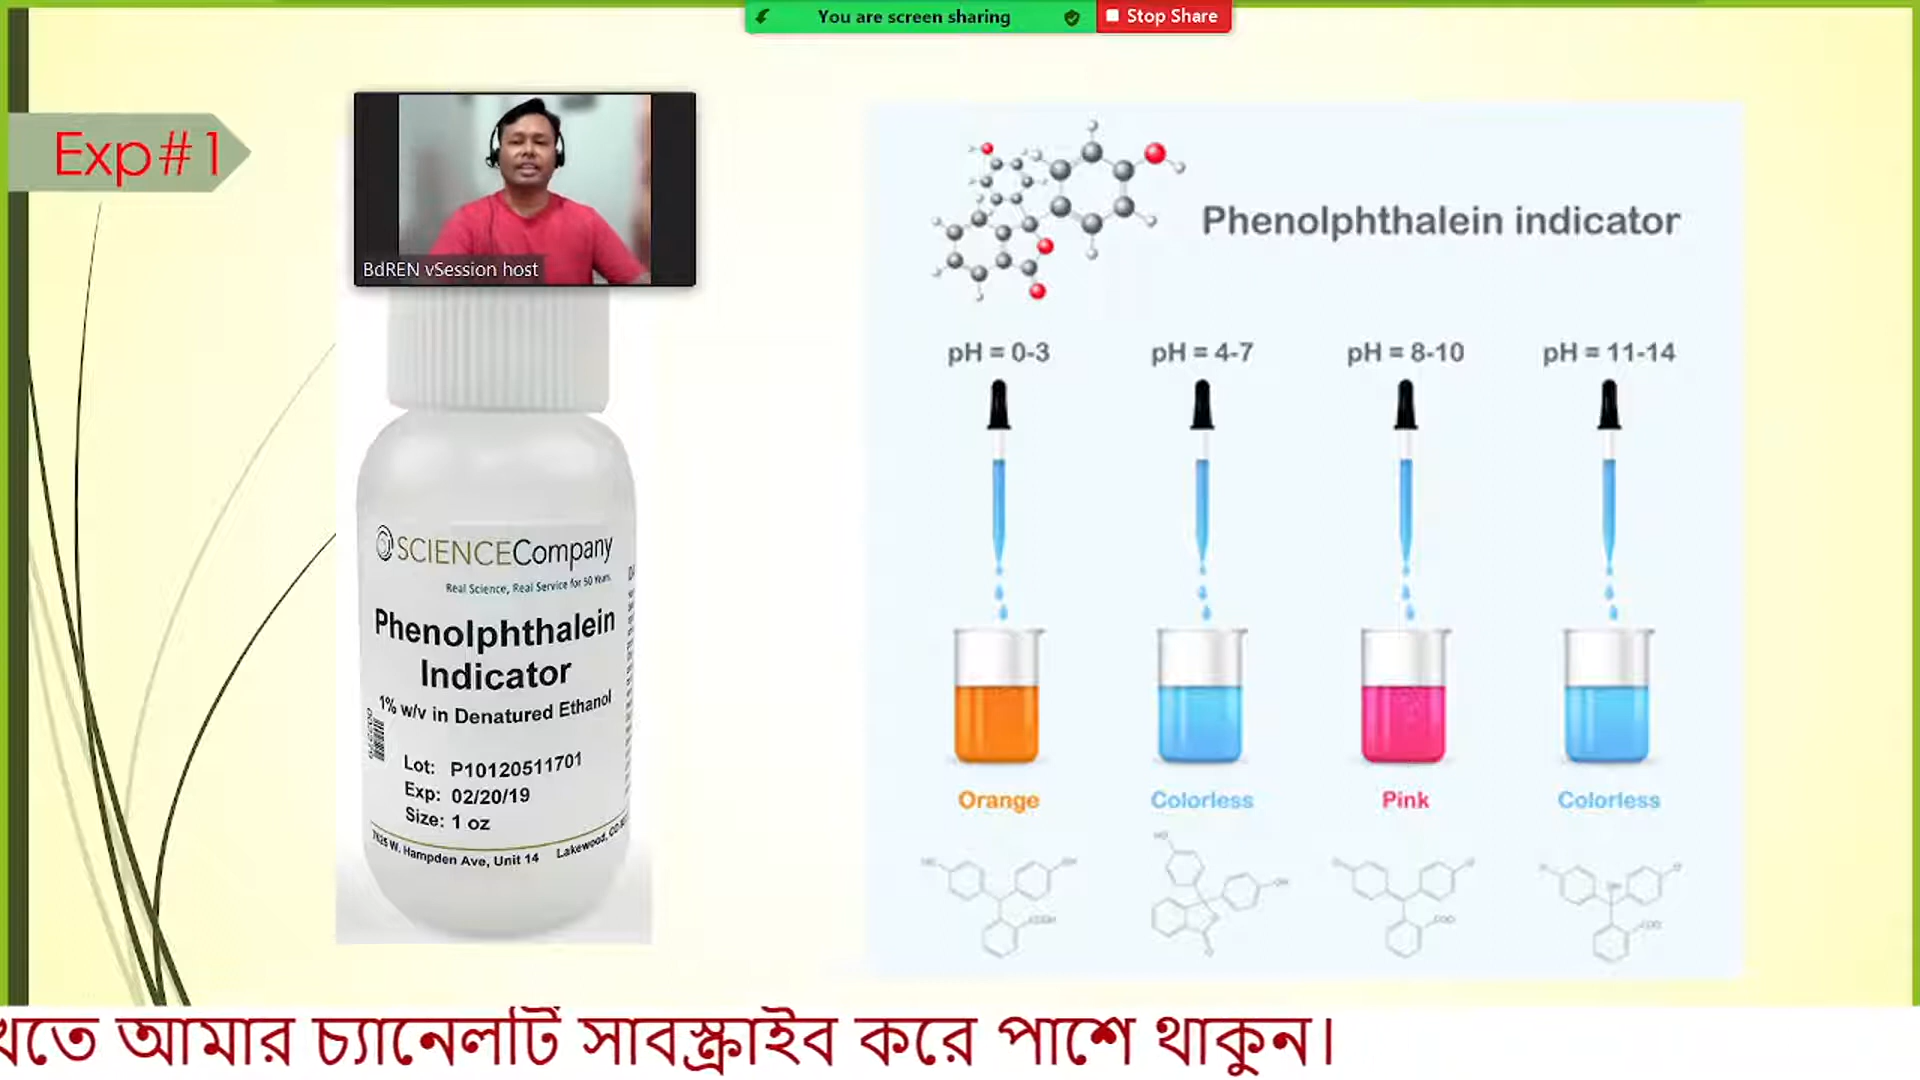 You are screen sharing
Stop Share
Exp#1
BdREN vSession host
SCIENCECompany
Real Science, Real Service for 50 Years.
Phenolphthalein
Indicator
1% w/v in Denatured Ethanol
Lot: P10120511701
Exp: 02/20/19
Size: 1 oz
W. Hampden Ave, Unit 14 Lakewood, CO
Phenolphthalein indicator
pH = 0-3
pH = 4-7
pH = 8-10
pH = 11-14
Orange
Colorless
Pink
Colorless
আমার চ্যানেলটি সাবস্ক্রাইব করে পাশে থাকুন।